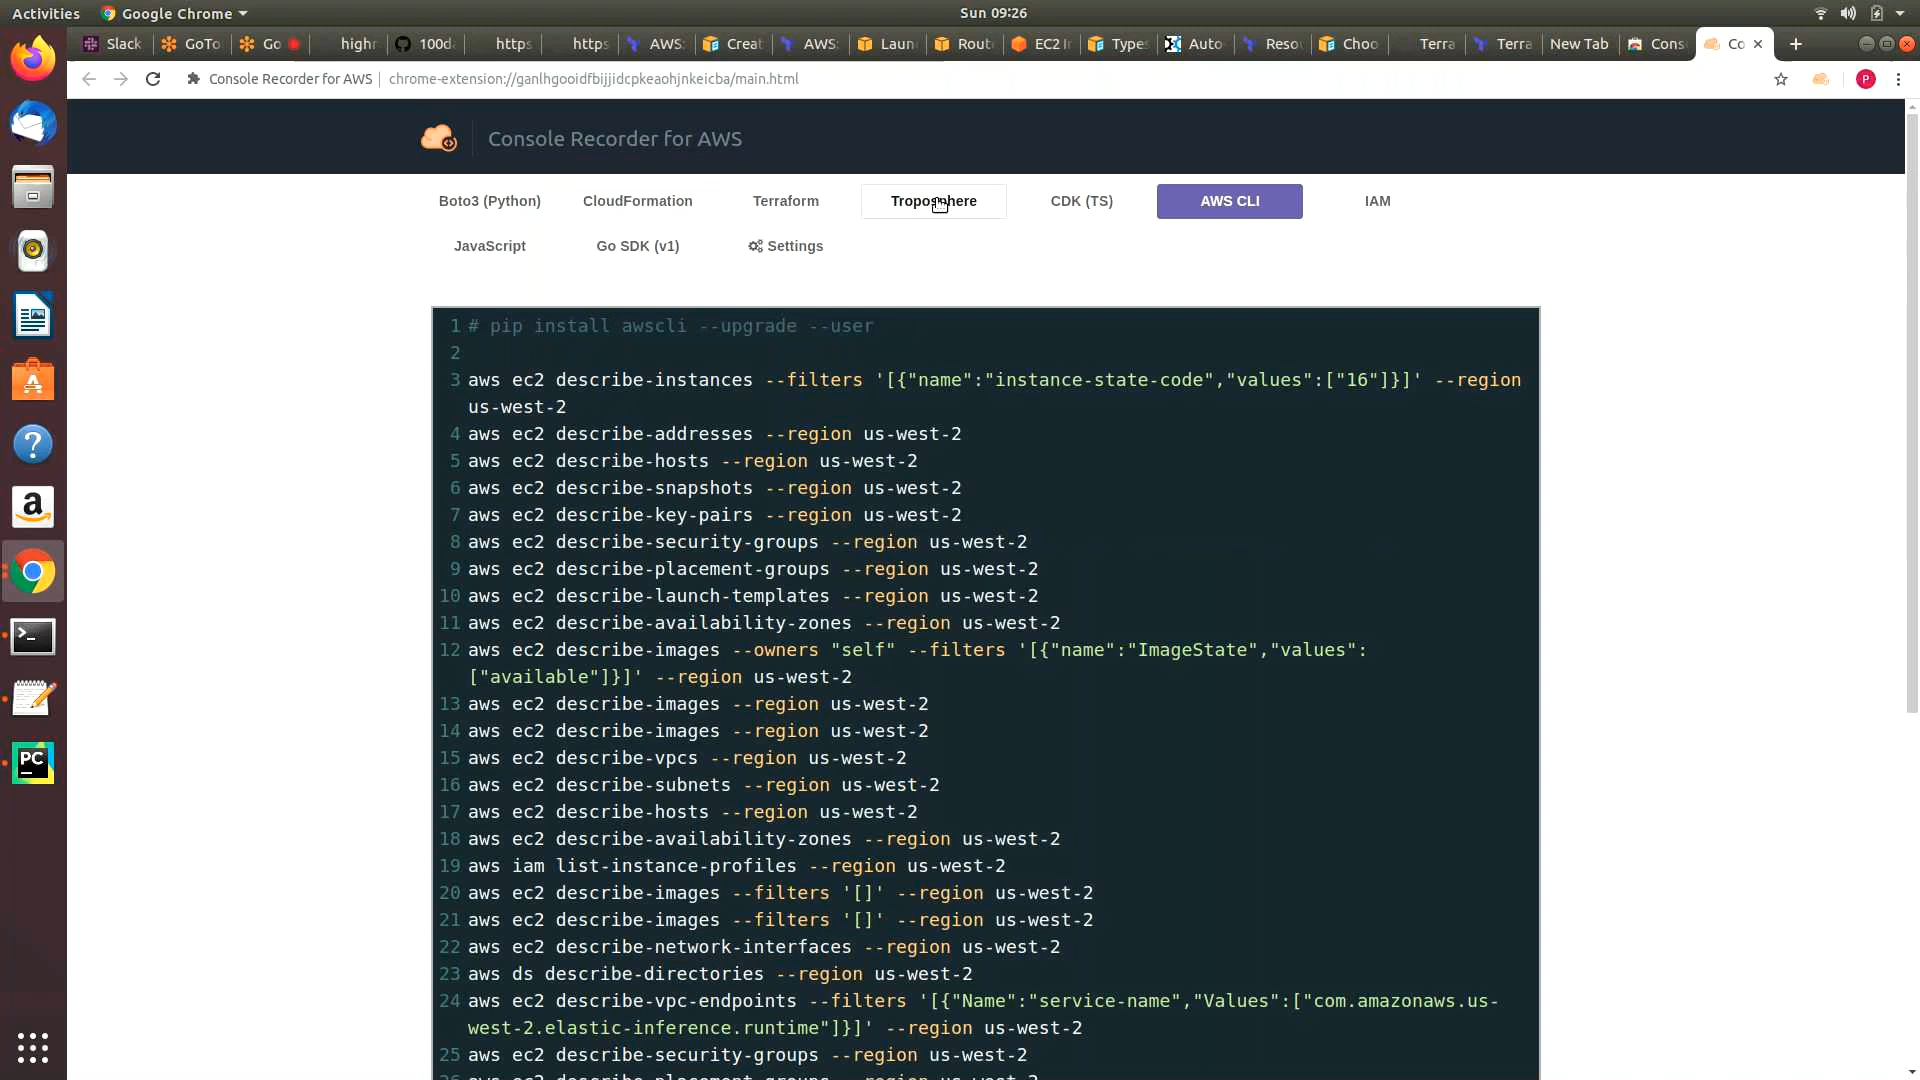 Activities Google Chrome Sun 09:26
Slack GoTo Go high 100d https https AWS: Creat AWS: Laun Route EC2 Types Auto Reso Choo Terra Terra New Tab Cons Co
Console Recorder for AWS chrome-extension://ganlhgooidfbijjiidcpkeaohjnkeicba/main.html P
Console Recorder for AWS
Boto3 (Python) CloudFormation Terraform Troposphere CDK (TS) AWS CLI IAM
JavaScript Go SDK (v1) Settings
1 # pip install awscli --upgrade --user
2
3 aws ec2 describe-instances --filters '[{"name":"instance-state-code","values":["16"]}]' --region
us-west-2
4 aws ec2 describe-addresses --region us-west-2
5 aws ec2 describe-hosts --region us-west-2
6 aws ec2 describe-snapshots --region us-west-2
7 aws ec2 describe-key-pairs --region us-west-2
8 aws ec2 describe-security-groups --region us-west-2
9 aws ec2 describe-placement-groups --region us-west-2
10 aws ec2 describe-launch-templates --region us-west-2
11 aws ec2 describe-availability-zones --region us-west-2
12 aws ec2 describe-images --owners "self" --filters '[{"name":"ImageState","values":
["available"]}]' --region us-west-2
13 aws ec2 describe-images --region us-west-2
14 aws ec2 describe-images --region us-west-2
15 aws ec2 describe-vpcs --region us-west-2
16 aws ec2 describe-subnets --region us-west-2
17 aws ec2 describe-hosts --region us-west-2
18 aws ec2 describe-availability-zones --region us-west-2
19 aws iam list-instance-profiles --region us-west-2
20 aws ec2 describe-images --filters '[]' --region us-west-2
21 aws ec2 describe-images --filters '[]' --region us-west-2
22 aws ec2 describe-network-interfaces --region us-west-2
23 aws ds describe-directories --region us-west-2
24 aws ec2 describe-vpc-endpoints --filters '[{"Name":"service-name","Values":["com.amazonaws.us-
west-2.elastic-inference.runtime"]}]' --region us-west-2
25 aws ec2 describe-security-groups --region us-west-2
26 aws ec2 describe-placement-groups --region us-west-2